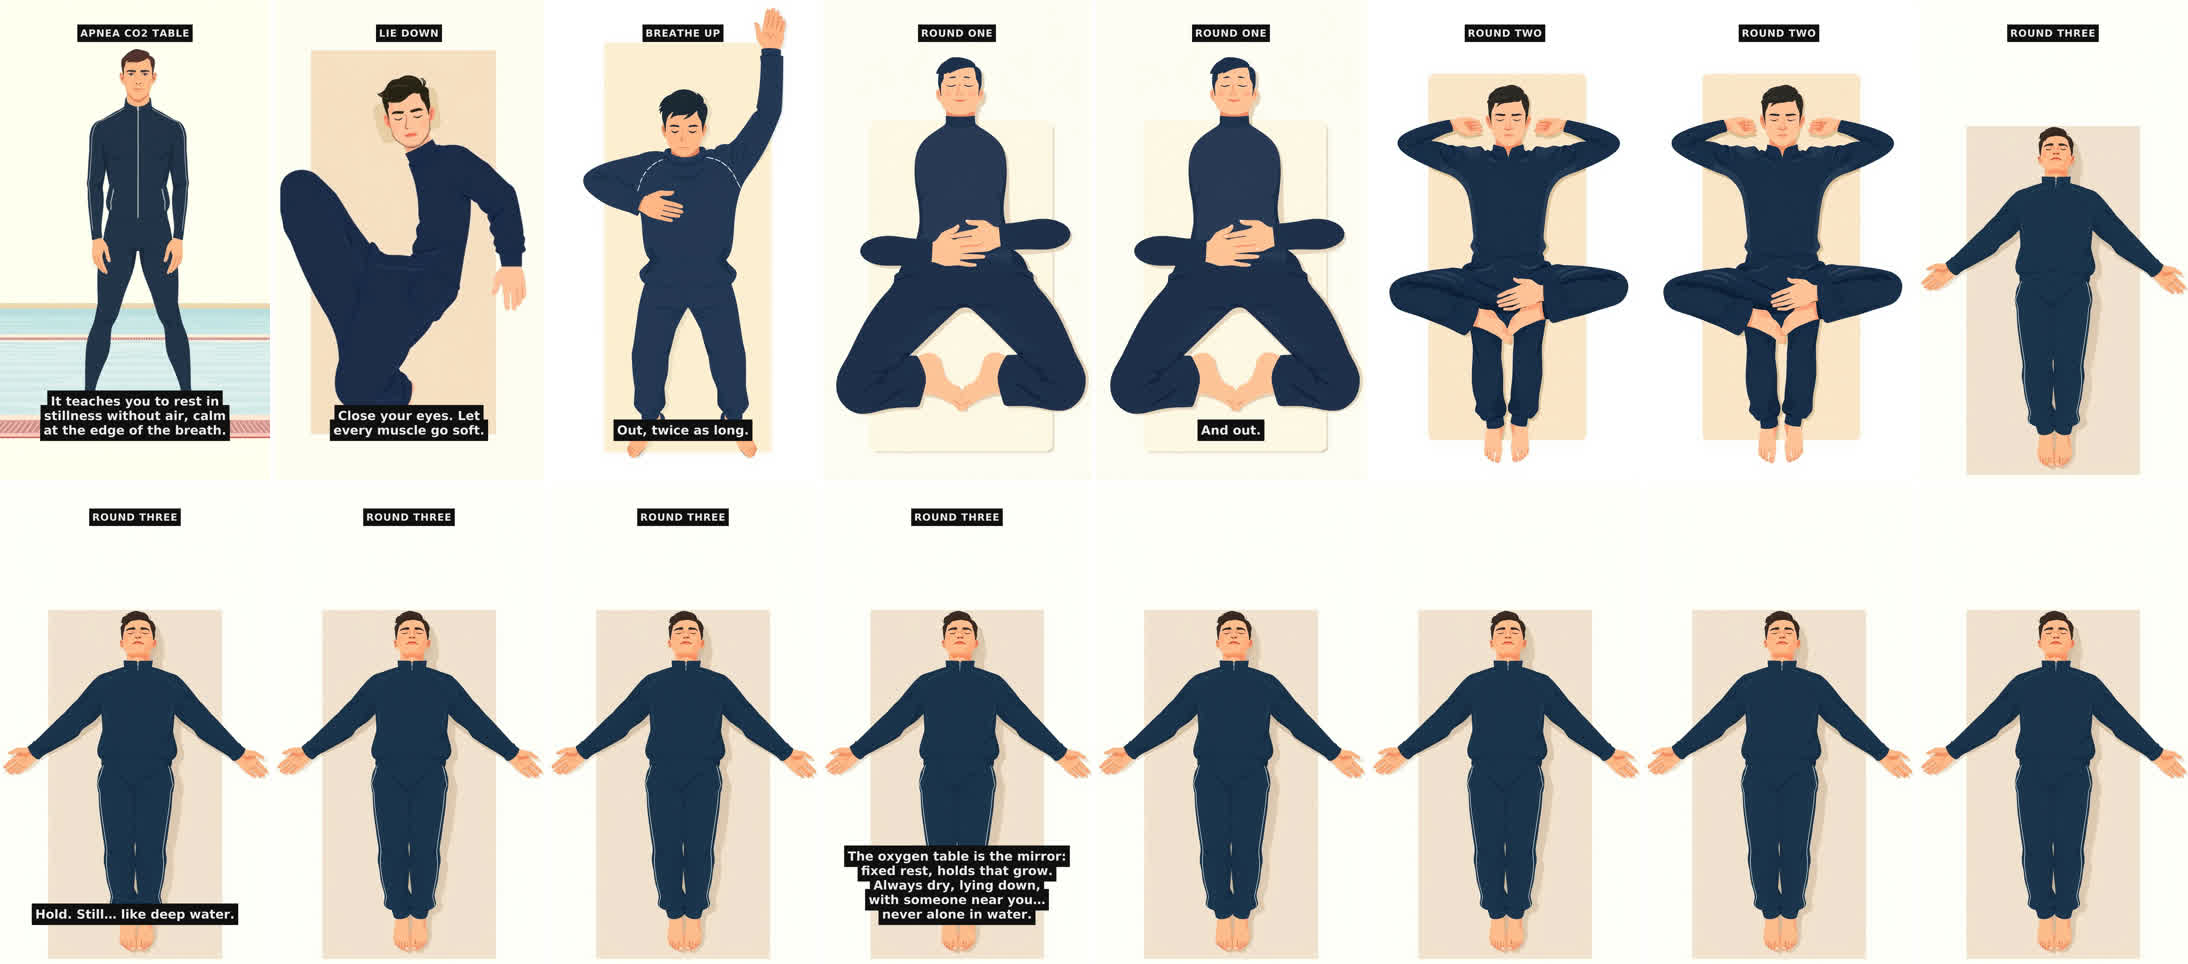 APNEA CO2 TABLE
It teaches you to rest in
stillness without air, calm
at the edge of the breath.
LIE DOWN
Close your eyes. Let
every muscle go soft.
BREATHE UP
Out, twice as long.
ROUND ONE
ROUND ONE
And out.
ROUND TWO
ROUND TWO
ROUND THREE
ROUND THREE
Hold. Still... like deep water.
ROUND THREE
ROUND THREE
ROUND THREE
The oxygen table is the mirror:
fixed rest, holds that grow.
Always dry, lying down,
with someone near you...
never alone in water.